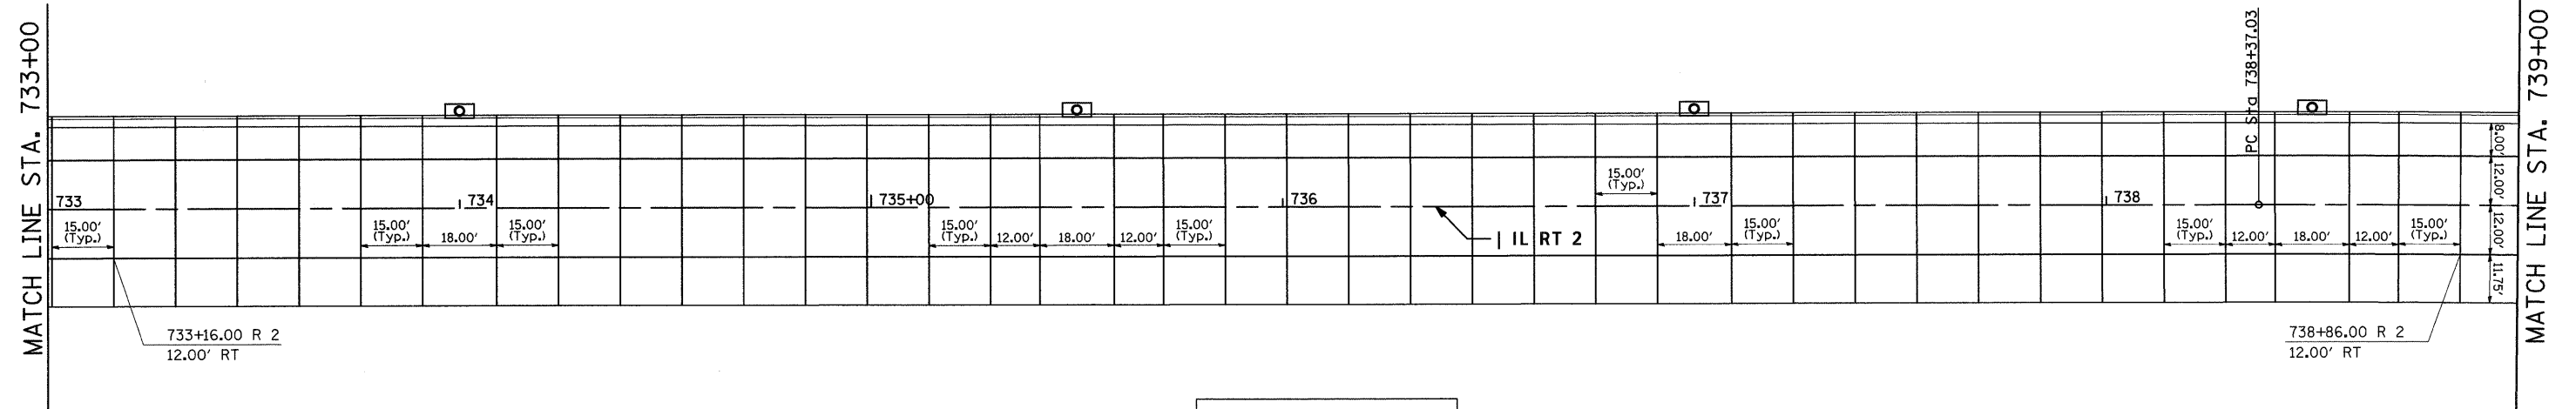 MATCH LINE STA. 733+00
PC Sta 738+37.03
MATCH LINE STA. 739+00
733
734
735+00
736
737
738
15.00'
(Typ.)
15.00'
(Typ.)
18.00'
15.00'
(Typ.)
15.00'
(Typ.)
12.00'
18.00'
12.00'
15.00'
(Typ.)
| IL RT 2
15.00'
(Typ.)
18.00'
15.00'
(Typ.)
15.00'
(Typ.)
12.00'
18.00'
12.00'
15.00'
(Typ.)
8.00'
12.00'
12.00'
11.75'
733+16.00 R 2
12.00' RT
738+86.00 R 2
12.00' RT